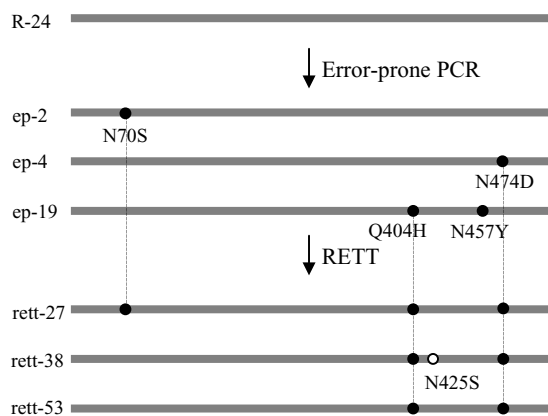 R-24
Error-prone PCR
ep-2
N70S
ep-4
N474D
ep-19
Q404H
N457Y
RETT
rett-27
rett-38
N425S
rett-53